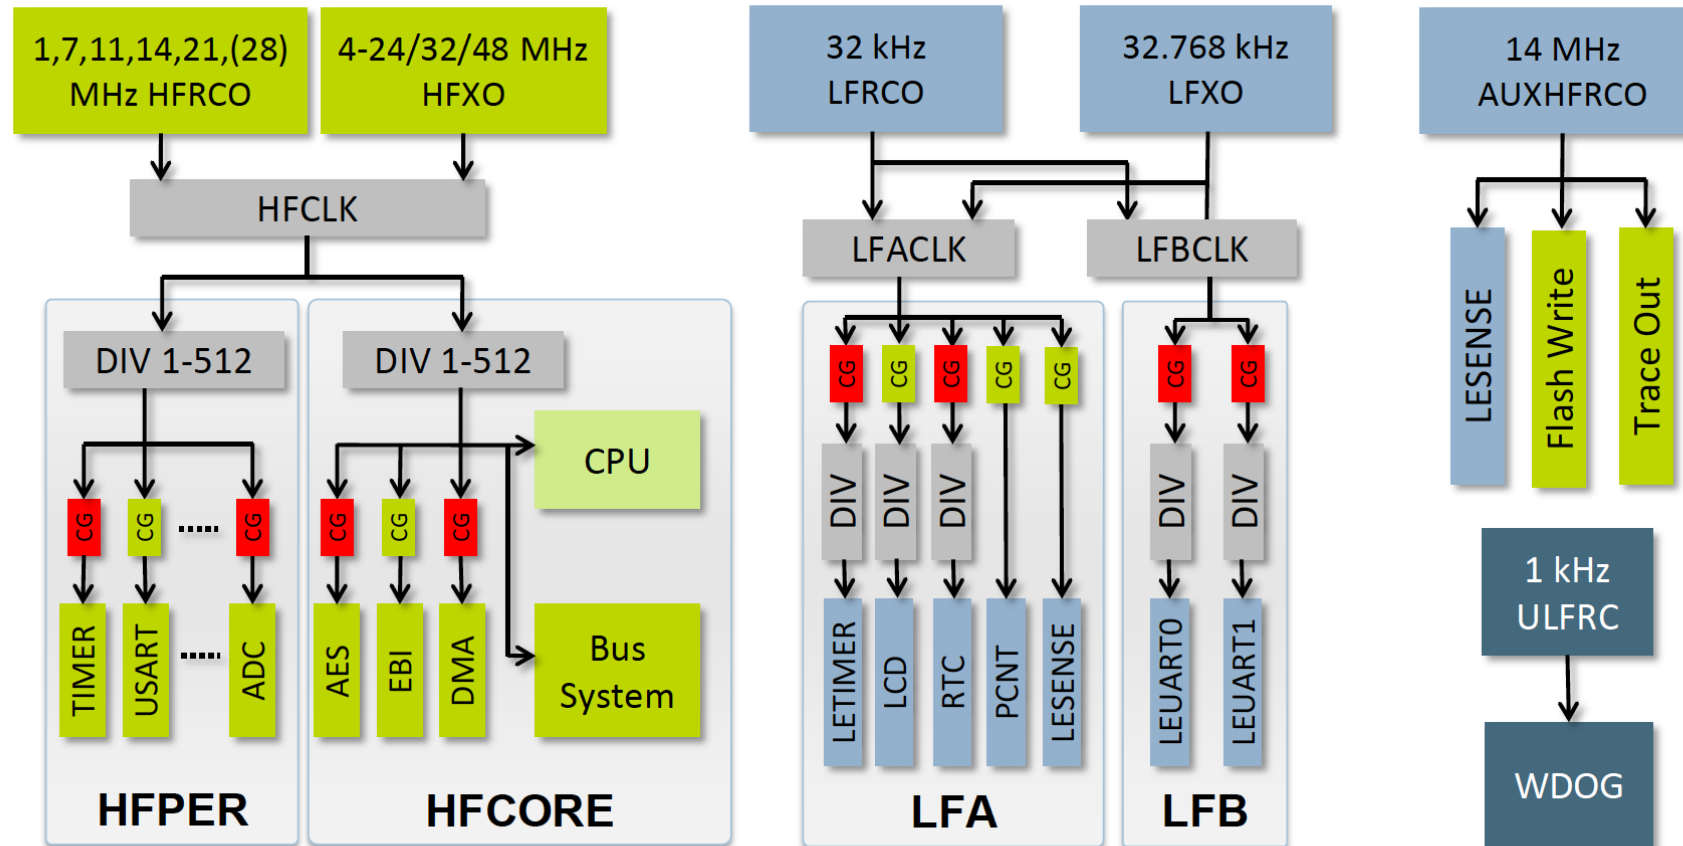 1,7,11,14,21,(28)
MHz HFRCO
4-24/32/48 MHz
HFXO
32 kHz
LFRCO
32.768 kHz
LFXO
14 MHz
AUXHFRCO
HFCLK
LFACLK
LFBCLK
DIV 1-512
DIV 1-512
CPU
CG
CG
CG
CG
CG
CG
TIMER
USART
ADC
AES
EBI
DMA
Bus
System
HFPER
HFCORE
CG
CG
CG
CG
CG
CG
CG
DIV
DIV
DIV
DIV
DIV
LETIMER
LCD
RTC
PCNT
LESENSE
LEUART0
LEUART1
LFA
LFB
LESENSE
Flash Write
Trace Out
1 kHz
ULFRC
WDOG